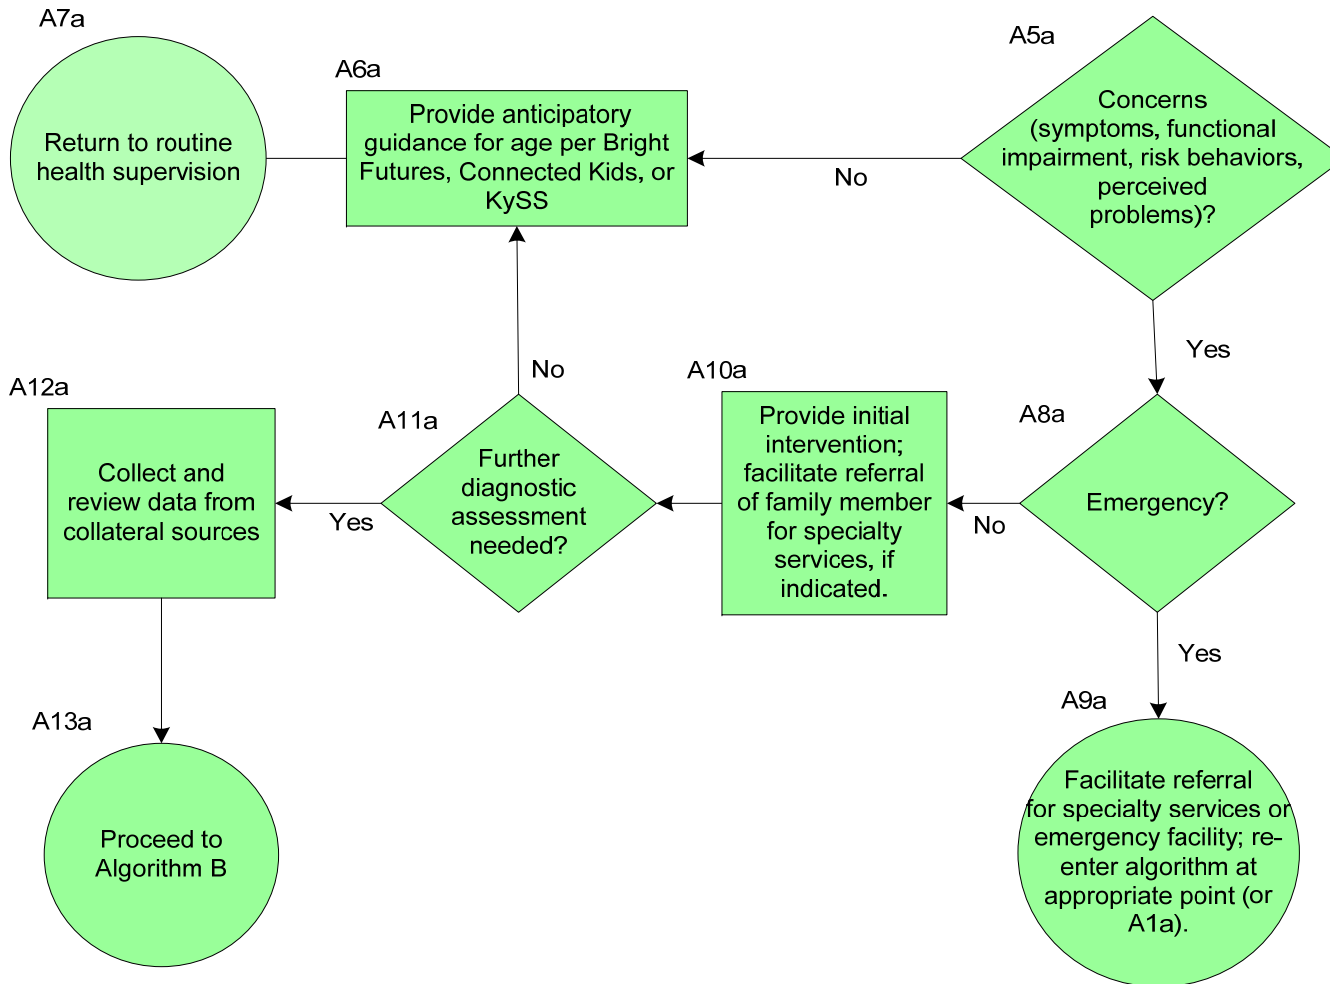 A7a
Return to routine
health supervision
A6a
Provide anticipatory
guidance for age per Bright
Futures, Connected Kids, or
KySS
No
A5a
Concerns
(symptoms, functional
impairment, risk behaviors,
perceived
problems)?
Yes
A8a
Emergency?
No
A10a
Provide initial
intervention;
facilitate referral
of family member
for specialty
services, if
indicated.
No
A11a
Further
diagnostic
assessment
needed?
Yes
A12a
Collect and
review data from
collateral sources
A13a
Proceed to
Algorithm B
Yes
A9a
Facilitate referral
for specialty services or
emergency facility; re-
enter algorithm at
appropriate point (or
A1a).